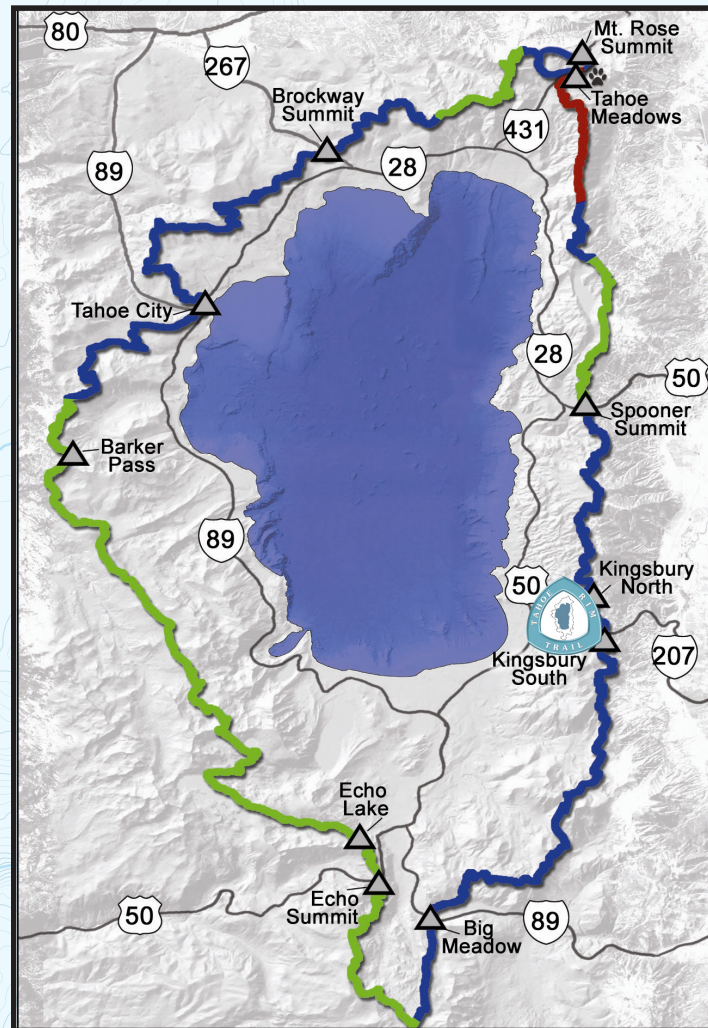 80
Mt. Rose
Summit
267
Tahoe
Meadows
Brockway
Summit
431
89
28
Tahoe City
28
50
Spooner
Summit
Barker
Pass
89
50
Kingsbury
North
TAHOE RIM
TRAIL
Kingsbury
South
207
Echo
Lake
Echo
Summit
50
Big
Meadow
89